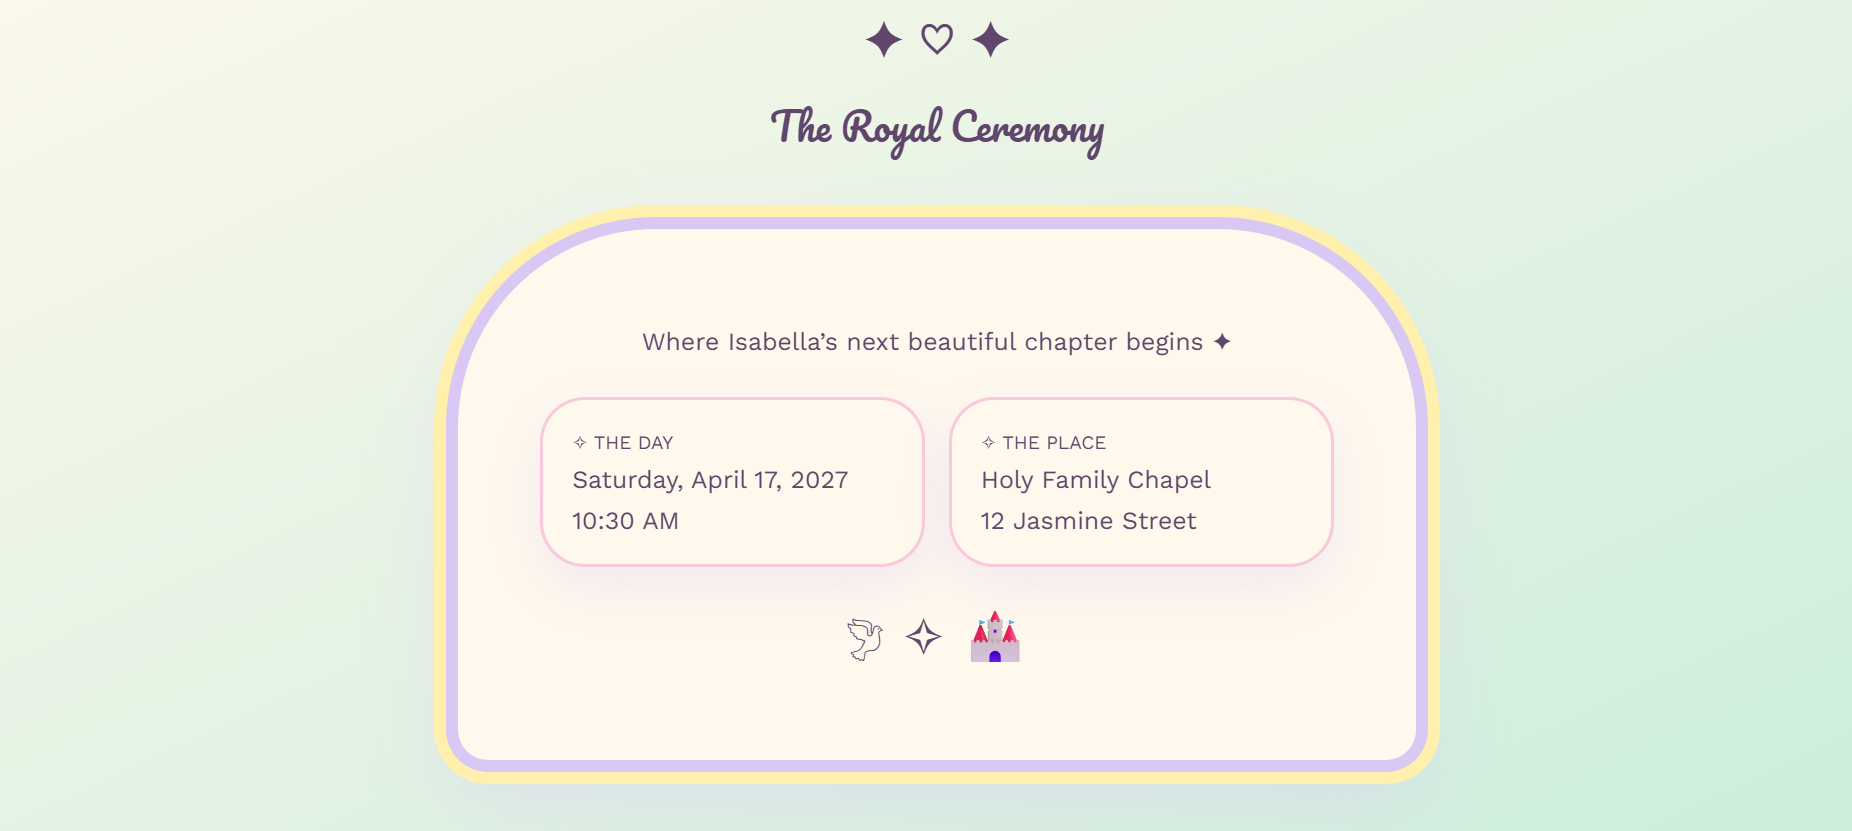 ✦ ♡ ✦
The Royal Ceremony
Where Isabella’s next beautiful chapter begins ✦
✧ THE DAY
Saturday, April 17, 2027
10:30 AM
✧ THE PLACE
Holy Family Chapel
12 Jasmine Street
🕊 ✧ 🏰